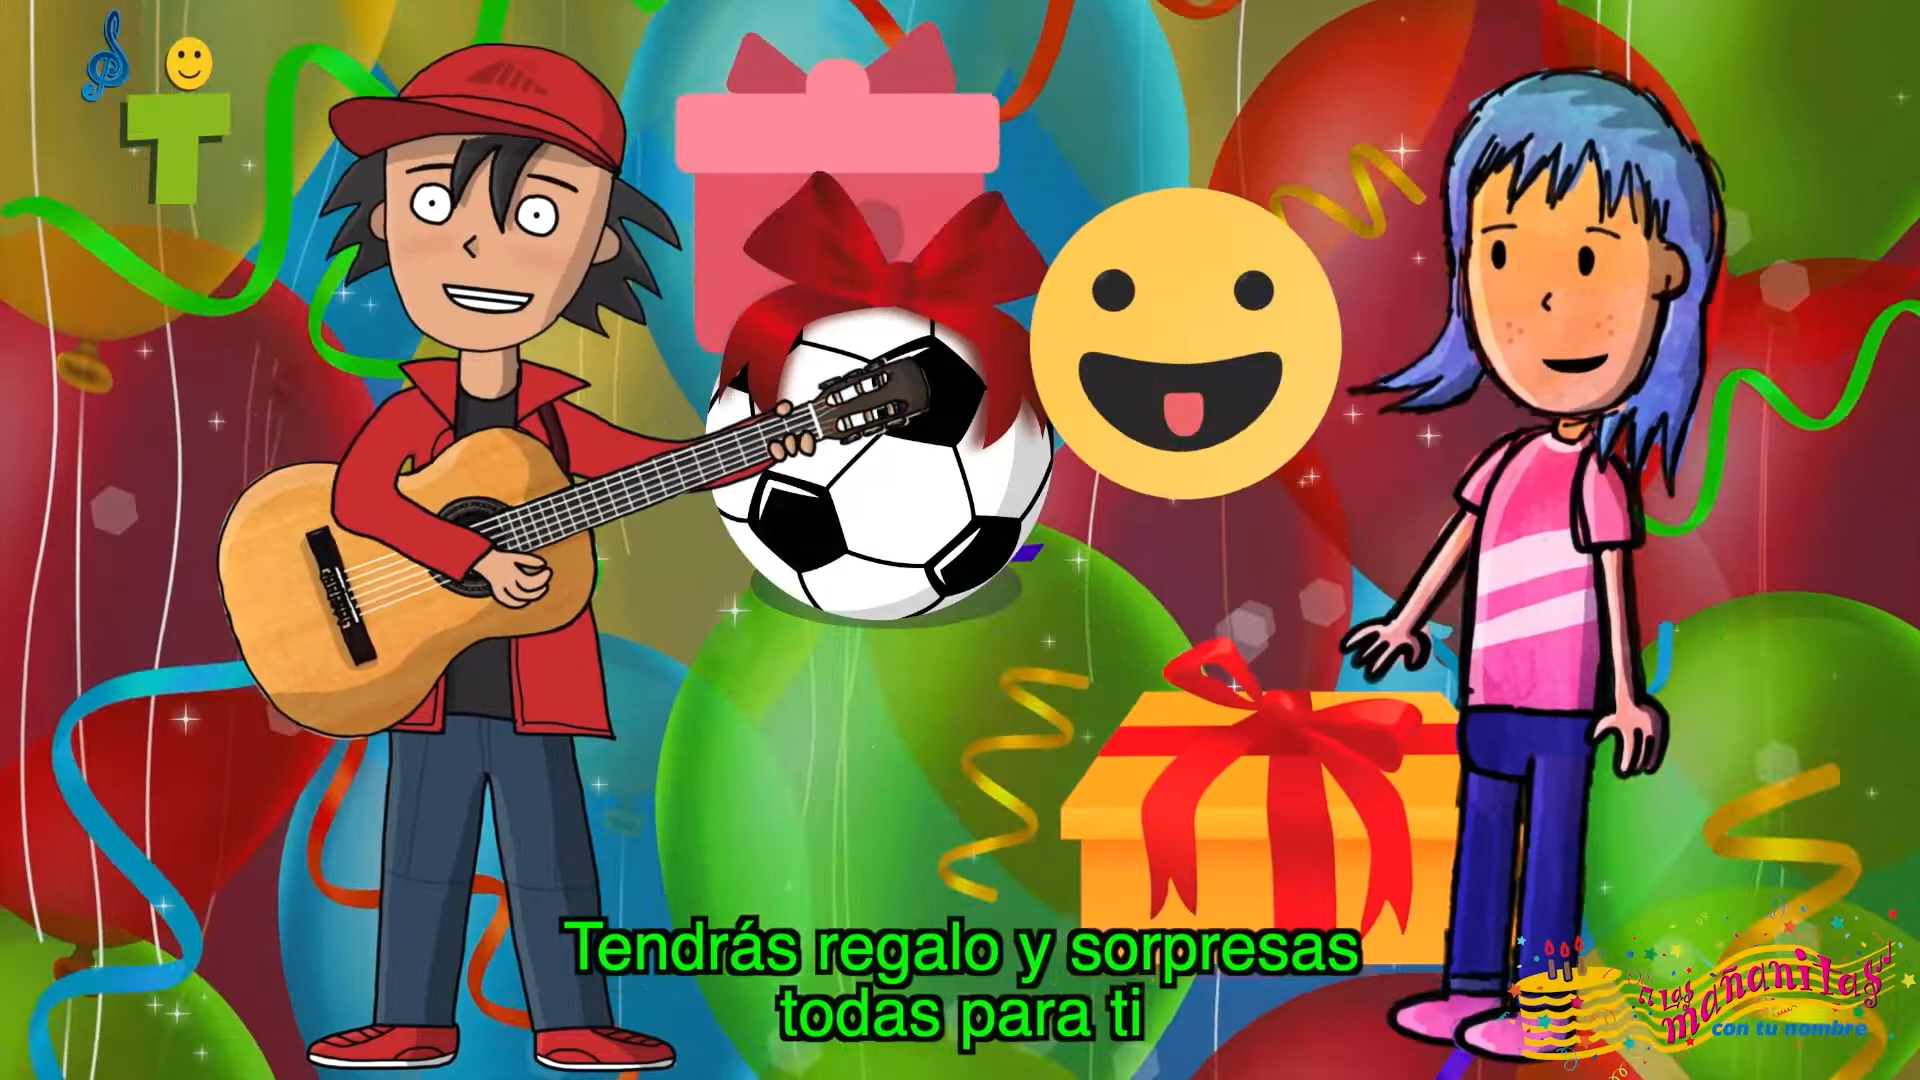 T
Tendrás regalo y sorpresas
todas para ti
las
mañanitas
con tu nombre